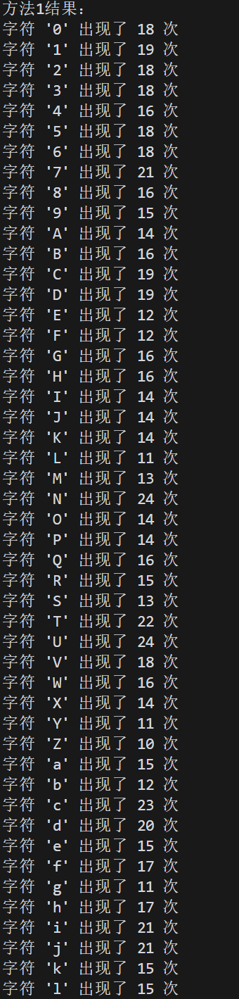 方法1结果：
字符 '0' 出现了 18 次
字符 '1' 出现了 19 次
字符 '2' 出现了 18 次
字符 '3' 出现了 18 次
字符 '4' 出现了 16 次
字符 '5' 出现了 18 次
字符 '6' 出现了 18 次
字符 '7' 出现了 21 次
字符 '8' 出现了 16 次
字符 '9' 出现了 15 次
字符 'A' 出现了 14 次
字符 'B' 出现了 16 次
字符 'C' 出现了 19 次
字符 'D' 出现了 19 次
字符 'E' 出现了 12 次
字符 'F' 出现了 12 次
字符 'G' 出现了 16 次
字符 'H' 出现了 16 次
字符 'I' 出现了 14 次
字符 'J' 出现了 14 次
字符 'K' 出现了 14 次
字符 'L' 出现了 11 次
字符 'M' 出现了 13 次
字符 'N' 出现了 24 次
字符 'O' 出现了 14 次
字符 'P' 出现了 14 次
字符 'Q' 出现了 16 次
字符 'R' 出现了 15 次
字符 'S' 出现了 13 次
字符 'T' 出现了 22 次
字符 'U' 出现了 24 次
字符 'V' 出现了 18 次
字符 'W' 出现了 16 次
字符 'X' 出现了 14 次
字符 'Y' 出现了 11 次
字符 'Z' 出现了 10 次
字符 'a' 出现了 15 次
字符 'b' 出现了 12 次
字符 'c' 出现了 23 次
字符 'd' 出现了 20 次
字符 'e' 出现了 15 次
字符 'f' 出现了 17 次
字符 'g' 出现了 11 次
字符 'h' 出现了 17 次
字符 'i' 出现了 21 次
字符 'j' 出现了 21 次
字符 'k' 出现了 15 次
字符 'l' 出现了 15 次